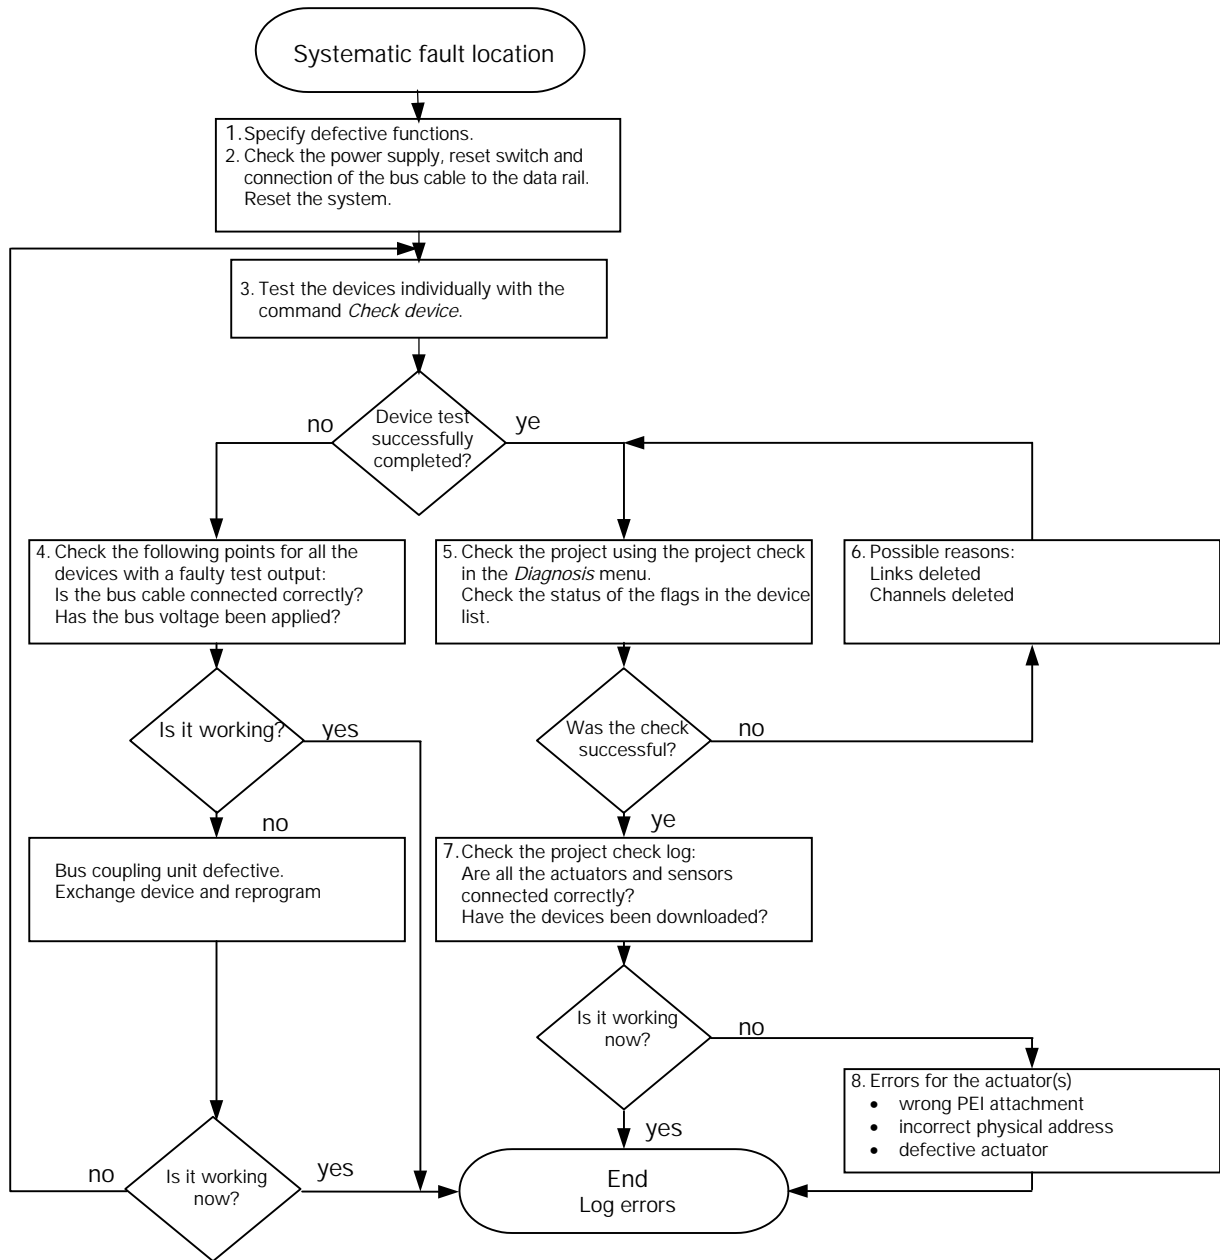 Systematic fault location
1. Specify defective functions.
2. Check the power supply, reset switch and
connection of the bus cable to the data rail.
Reset the system.
3. Test the devices individually with the
command Check device.
no
Device test
successfully
completed?
ye
4. Check the following points for all the
devices with a faulty test output:
Is the bus cable connected correctly?
Has the bus voltage been applied?
5. Check the project using the project check
in the Diagnosis menu.
Check the status of the flags in the device
list.
6. Possible reasons:
Links deleted
Channels deleted
Is it working?
yes
no
Was the check
successful?
no
ye
Bus coupling unit defective.
Exchange device and reprogram
7. Check the project check log:
Are all the actuators and sensors
connected correctly?
Have the devices been downloaded?
Is it working
now?
no
yes
8. Errors for the actuator(s)
• wrong PEI attachment
• incorrect physical address
• defective actuator
no
Is it working
now?
yes
End
Log errors